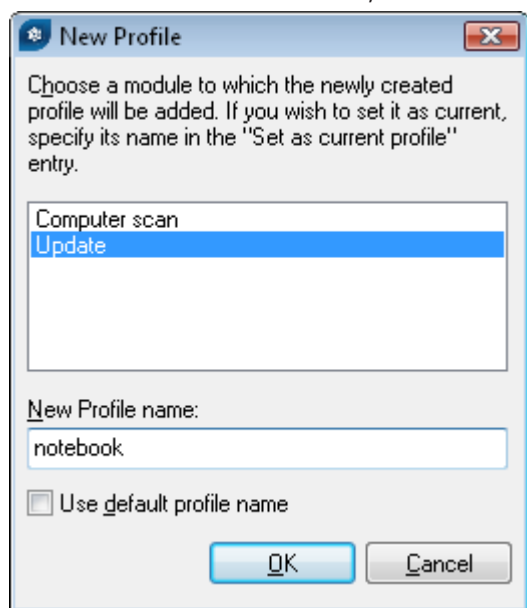 New Profile
Choose a module to which the newly created
profile will be added. If you wish to set it as current,
specify its name in the "Set as current profile"
entry.
Computer scan
Update
New Profile name:
notebook
Use default profile name
OK
Cancel